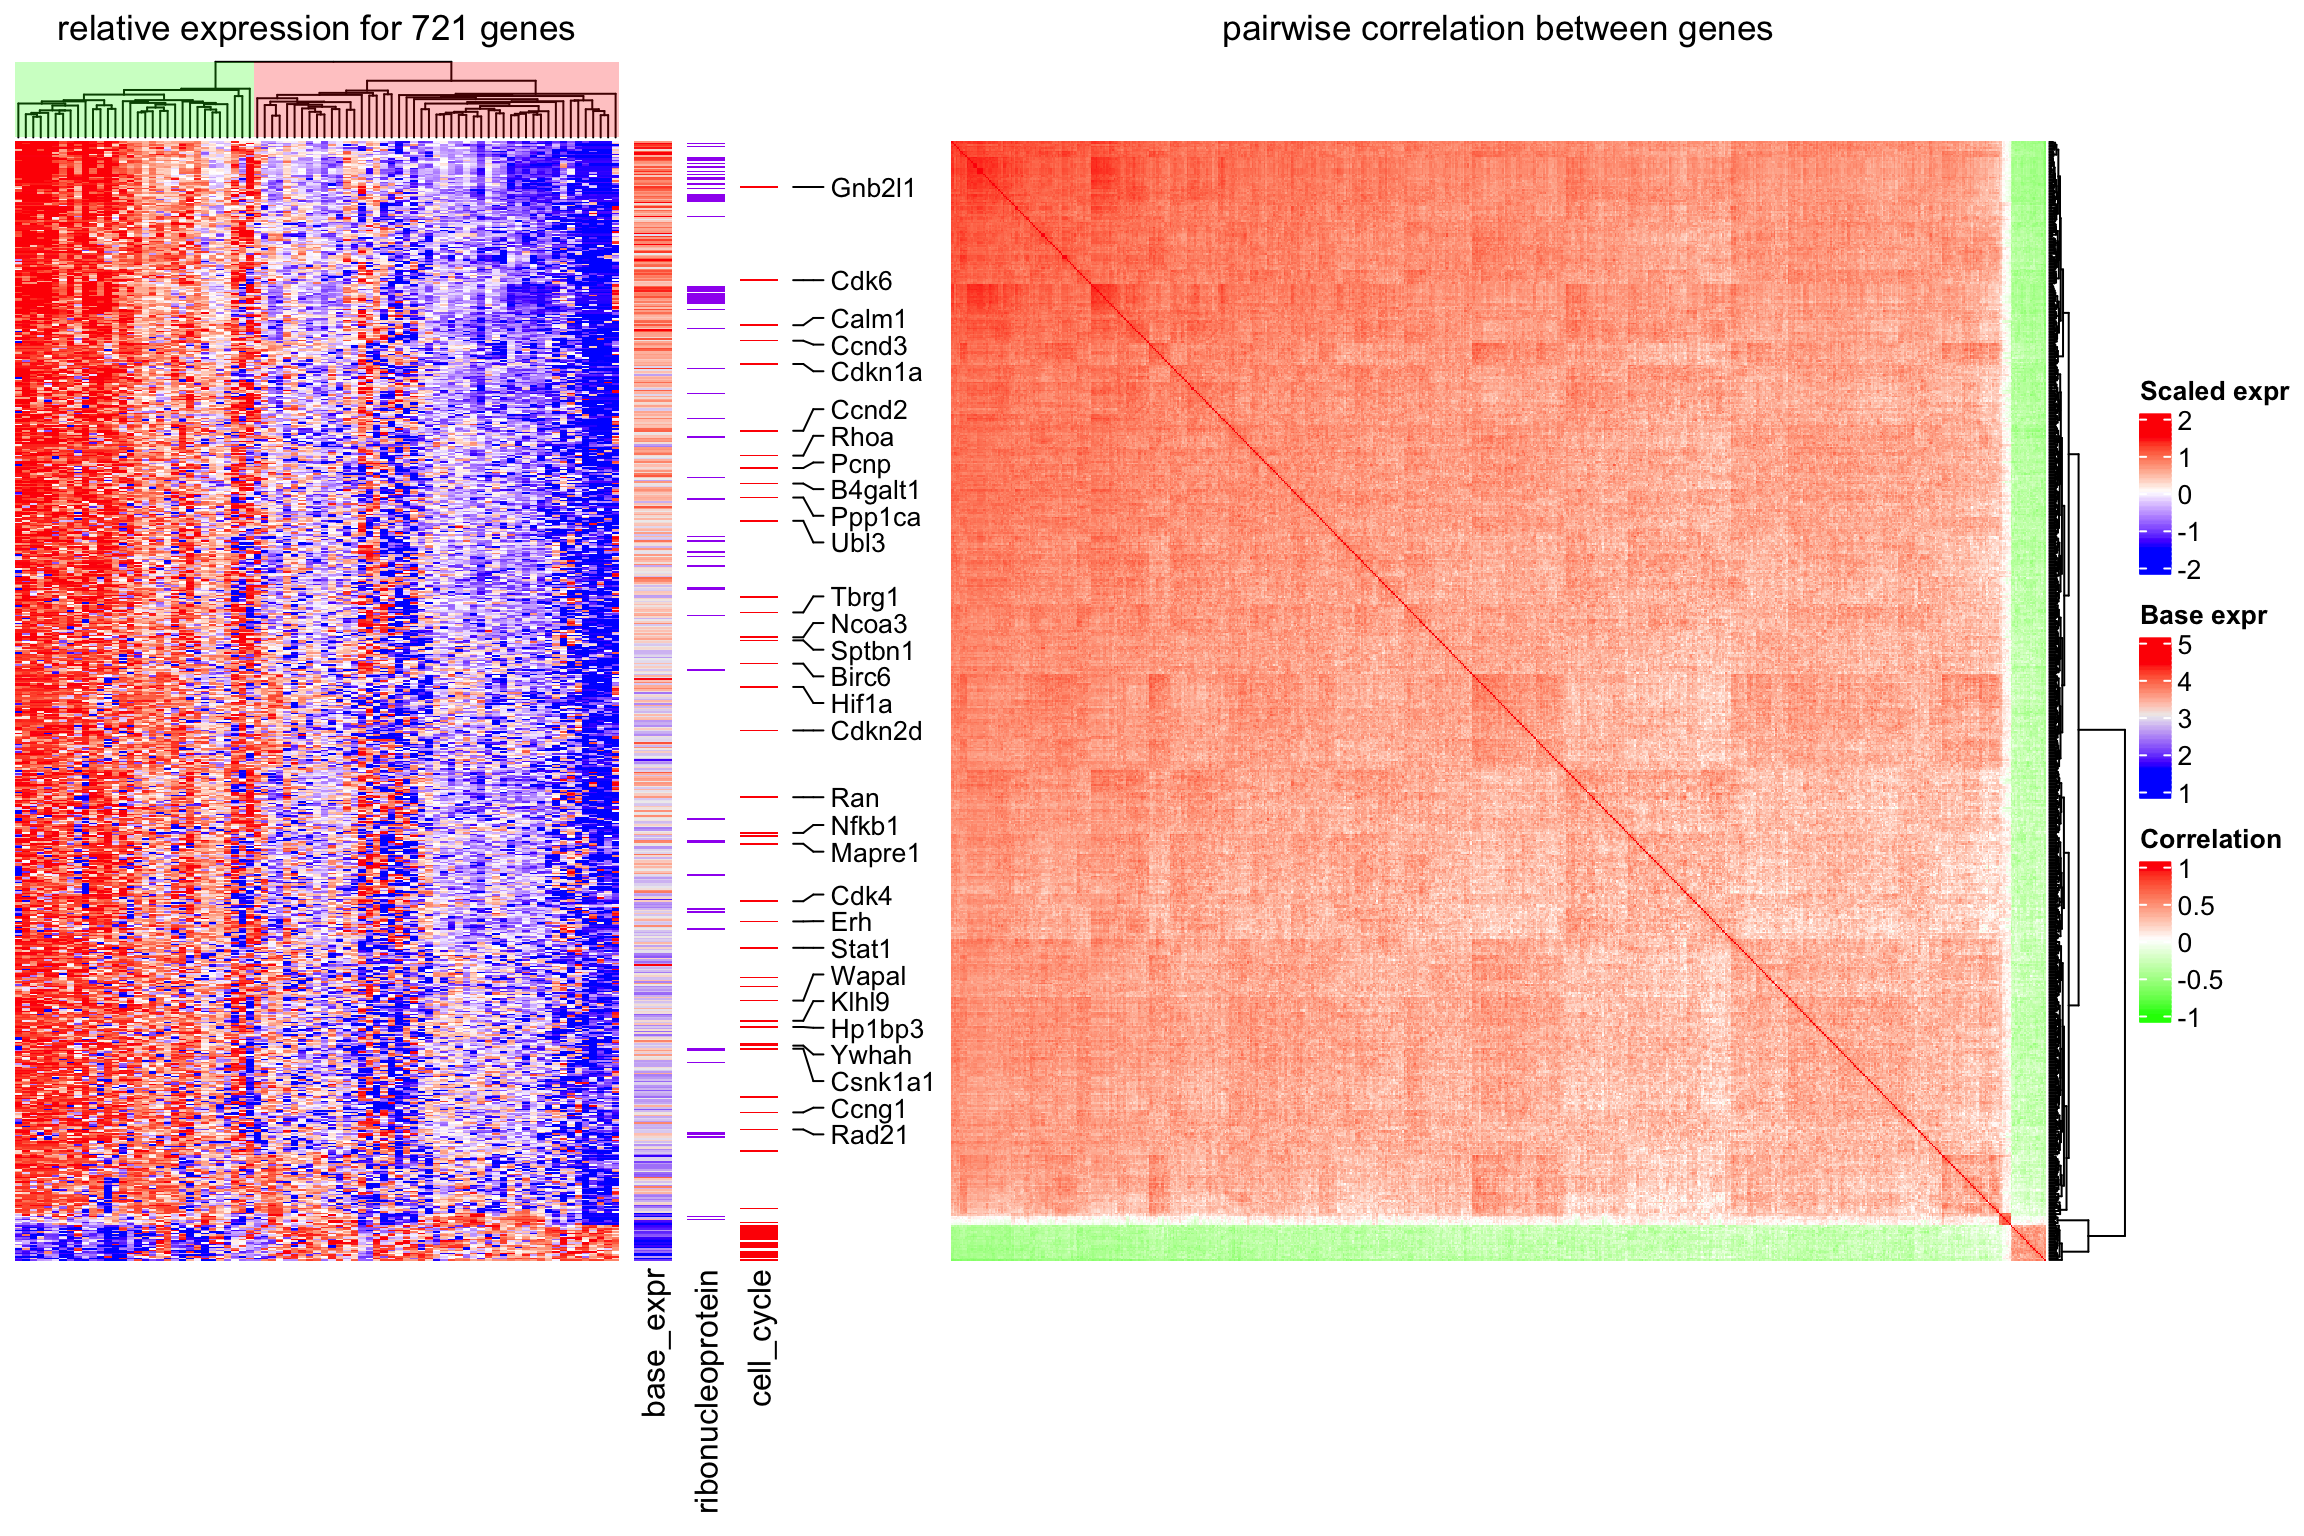 relative expression for 721 genes
pairwise correlation between genes
Gnb2l1
Cdk6
Calm1
Ccnd3
Cdkn1a
Ccnd2
Rhoa
Pcnp
B4galt1
Ppp1ca
Ubl3
Tbrg1
Ncoa3
Sptbn1
Birc6
Hif1a
Cdkn2d
Ran
Nfkb1
Mapre1
Cdk4
Erh
Stat1
Wapal
Klhl9
Hp1bp3
Ywhah
Csnk1a1
Ccng1
Rad21
base_expr
ribonucleoprotein
cell_cycle
Scaled expr
2
1
0
-1
-2
Base expr
5
4
3
2
1
Correlation
1
0.5
0
-0.5
-1